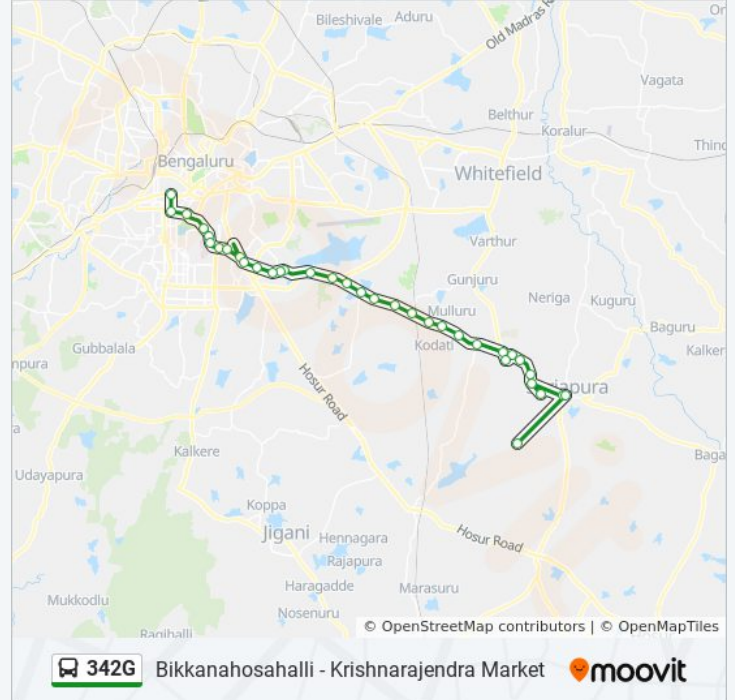 Bileshivale
Aduru
Old Madras R
Or
Vagata
Belthur
Koralur
Thind
Bengaluru
Whitefield
Varthur
Gunjuru
Neriga
Kuguru
Mulluru
Baguru
Kodati
Kalker
Gubbalala
npura
Hosur Road
japura
a
Kalkere
Baga
Udayapura
Koppa
Jigani
Hennagara
Hosur Road
Rajapura
Haragadde
Marasuru
Mukkodlu
Nosenuru
Ragihalli
© OpenStreetMap contributors | © OpenMapTiles
342G Bikkanahosahalli - Krishnarajendra Market moovit